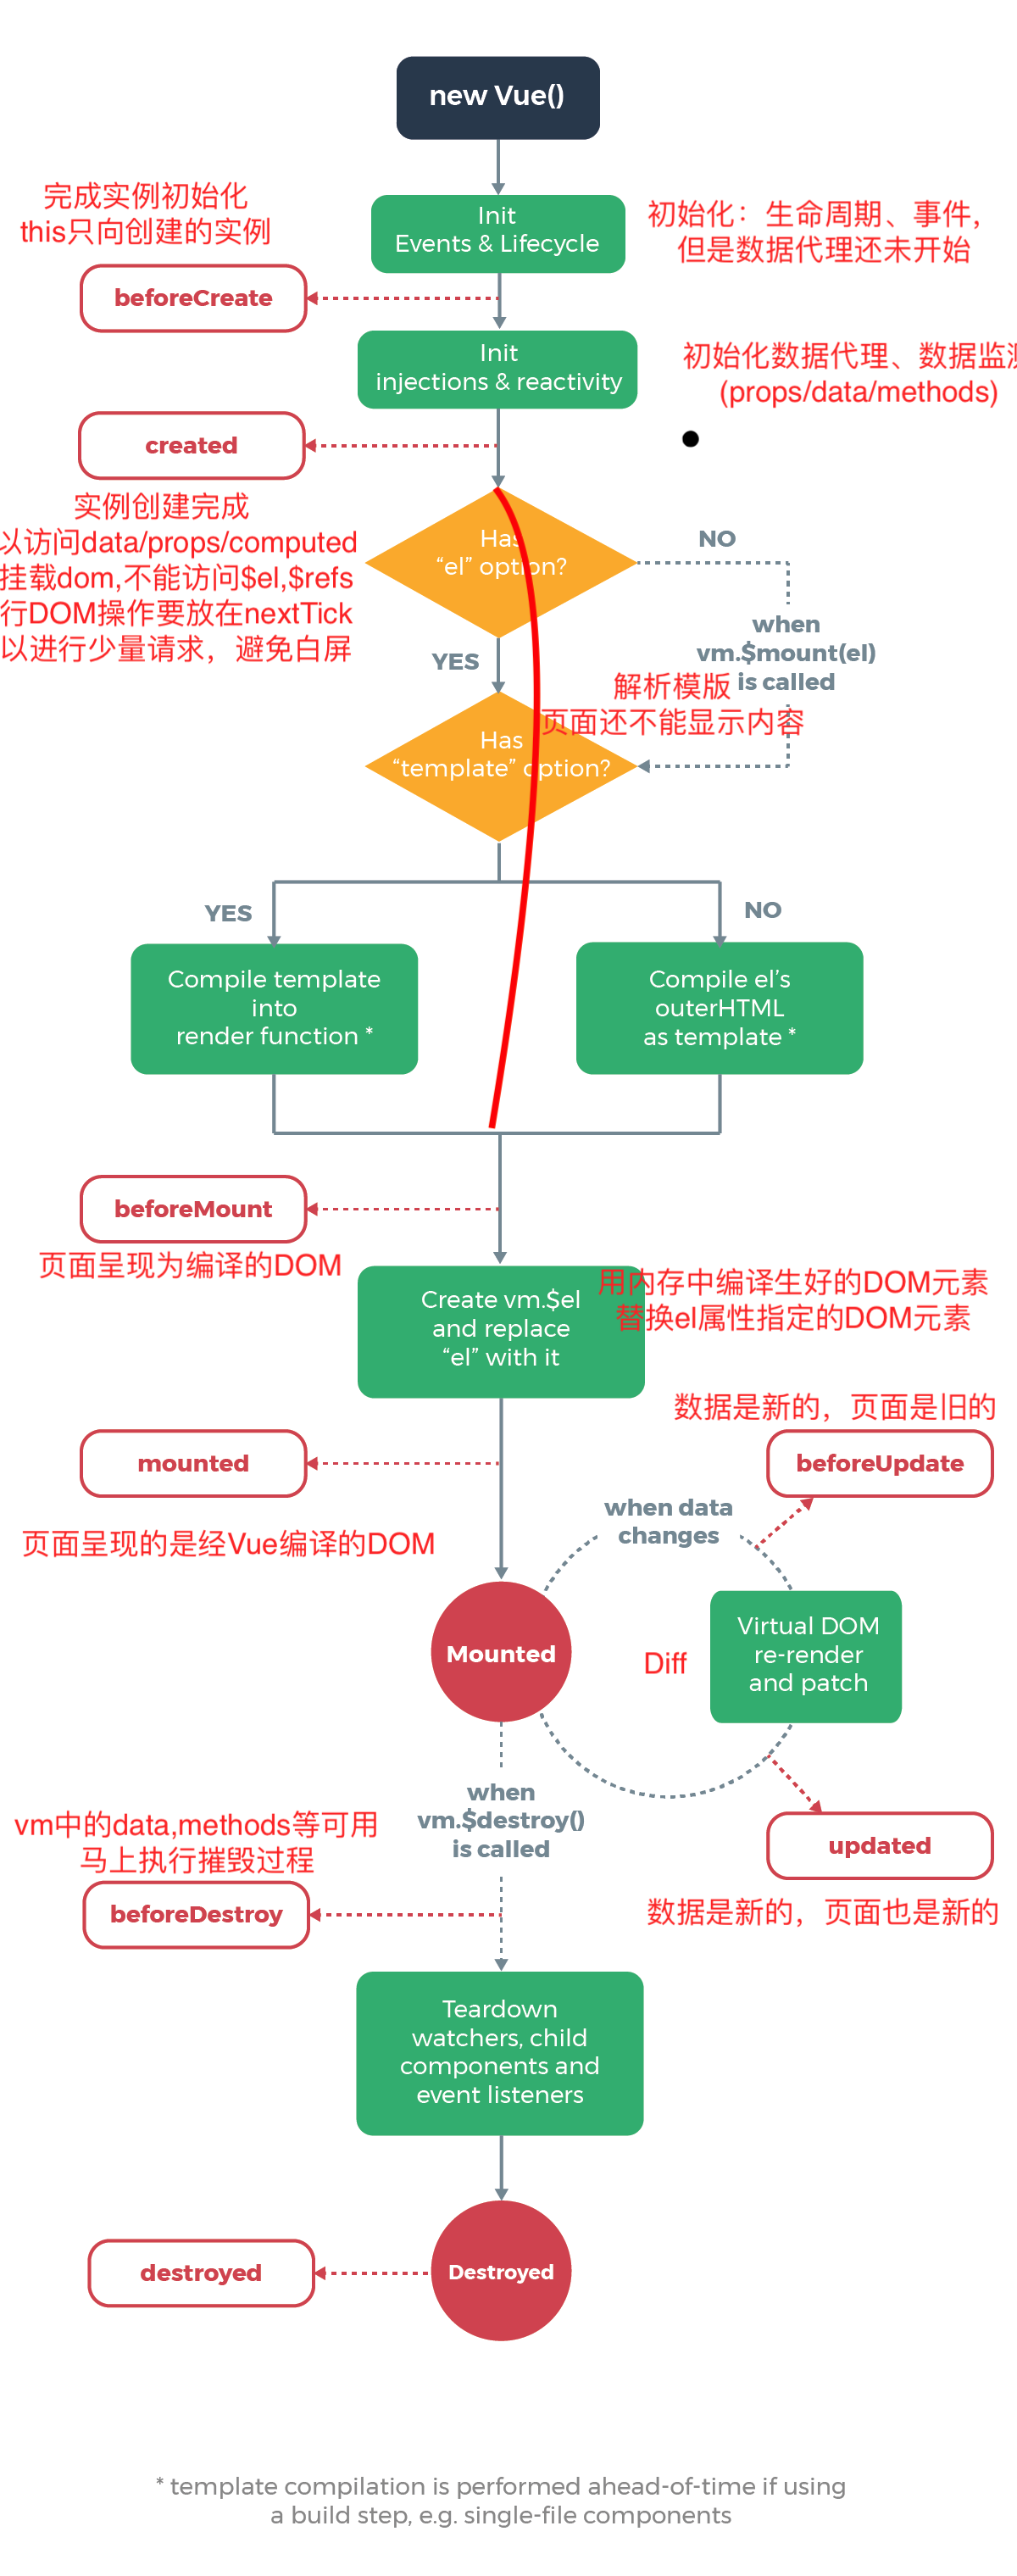 new Vue()
完成实例初始化
this只向创建的实例
Init
Events & Lifecycle
初始化：生命周期、事件，
但是数据代理还未开始
beforeCreate
Init
injections & reactivity
初始化数据代理、数据监
(props/data/methods)
created
实例创建完成
以访问data/props/computed
挂载dom,不能访问$el,$refs
行DOM操作要放在nextTick
以进行少量请求，避免白屏
Has
“el” option?
NO
YES
when
vm.$mount(el)
is called
解析模版
页面还不能显示内容
Has
“template” option?
YES
NO
Compile template
into
render function *
Compile el’s
outerHTML
as template *
beforeMount
页面呈现为编译的DOM
Create vm.$el
and replace
“el” with it
用内存中编译生好的DOM元素
替换el属性指定的DOM元素
mounted
页面呈现的是经Vue编译的DOM
数据是新的，页面是旧的
beforeUpdate
when data
changes
Mounted
Diff
Virtual DOM
re-render
and patch
updated
数据是新的，页面也是新的
when
vm.$destroy()
is called
vm中的data,methods等可用
马上执行摧毁过程
beforeDestroy
Teardown
watchers, child
components and
event listeners
destroyed
Destroyed
* template compilation is performed ahead-of-time if using
a build step, e.g. single-file components